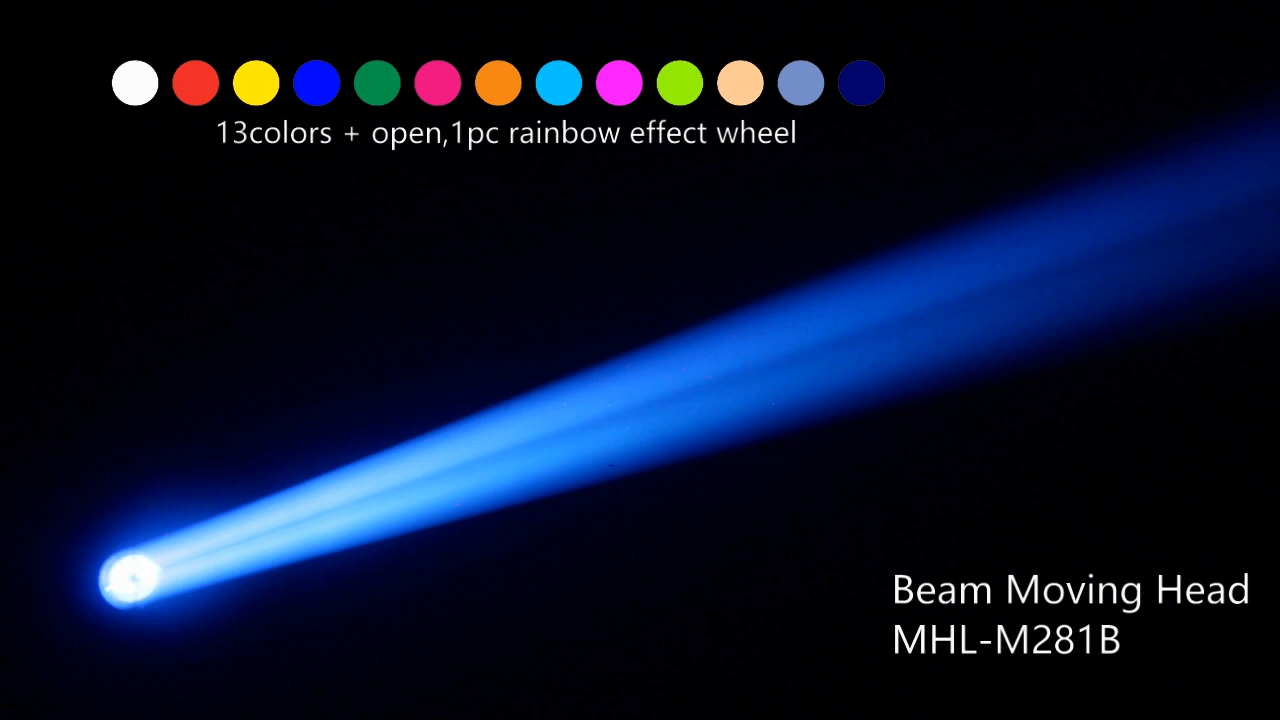 13colors + open,1pc rainbow effect wheel
Beam Moving Head
MHL-M281B